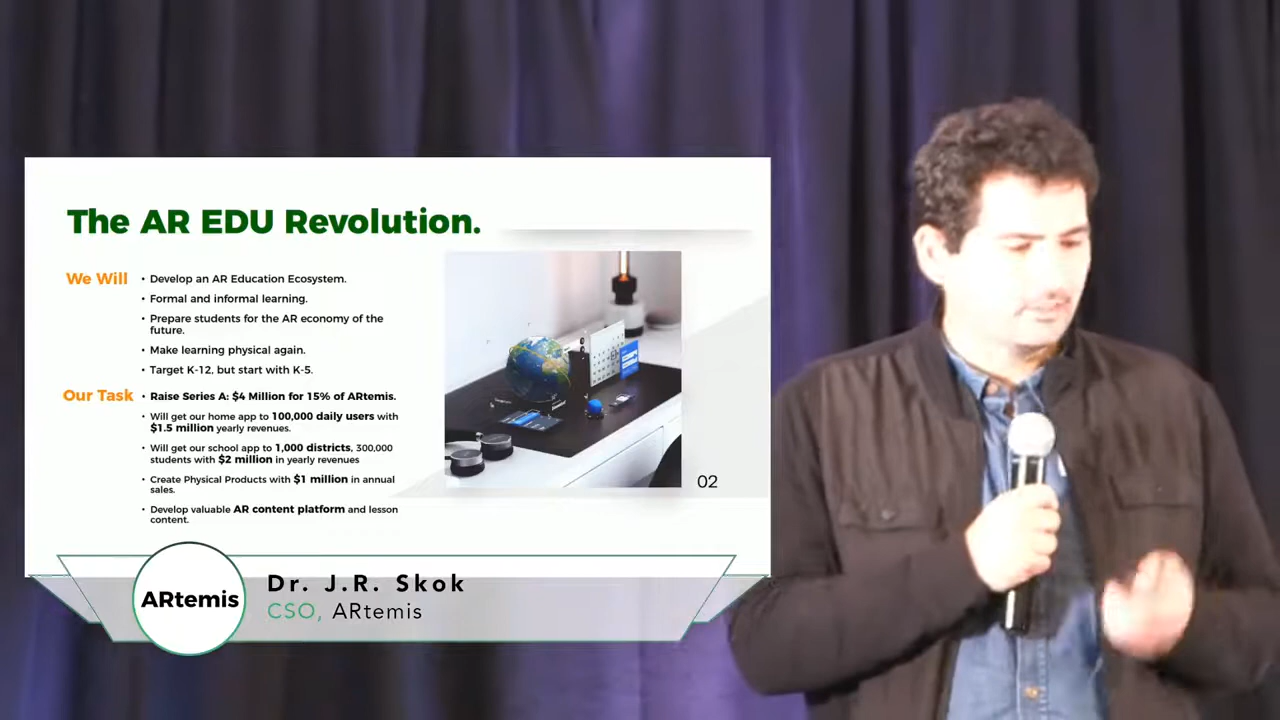 The AR EDU Revolution.
We Will
• Develop an AR Education Ecosystem.
• Formal and informal learning.
• Prepare students for the AR economy of the
future.
• Make learning physical again.
• Target K-12, but start with K-5.
Our Task
• Raise Series A: $4 Million for 15% of ARtemis.
• Will get our home app to 100,000 daily users with
$1.5 million yearly revenues.
• Will get our school app to 1,000 districts, 300,000
students with $2 million in yearly revenues
• Create Physical Products with $1 million in annual
sales.
• Develop valuable AR content platform and lesson
content.
02
ARtemis
Dr. J.R. Skok
CSO, ARtemis